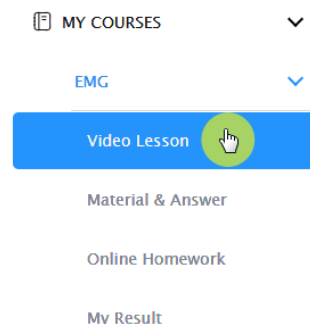 MY COURSES
EMG
Video Lesson
Material & Answer
Online Homework
My Result